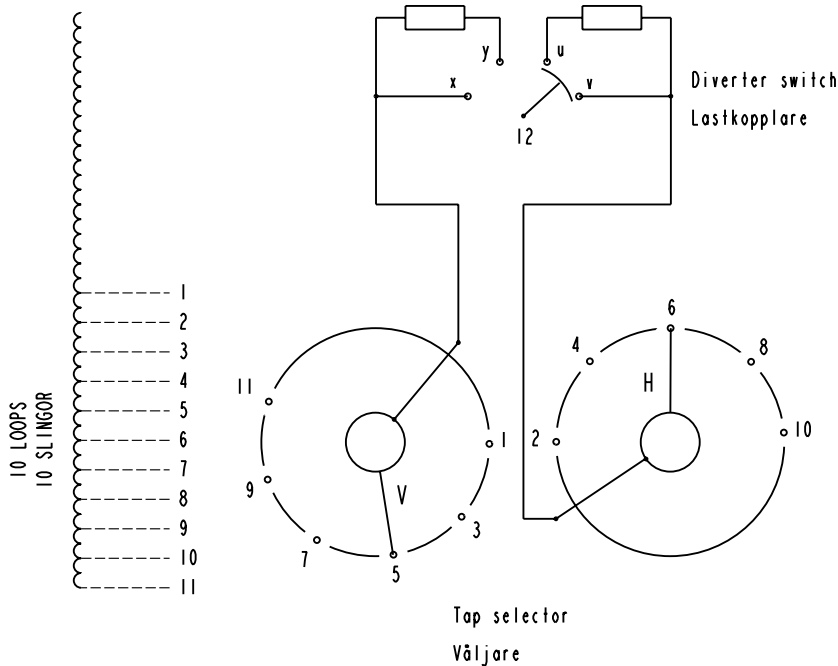 y
u
x
v
12
Diverter switch
Lastkopplare
1
2
3
4
5
6
7
8
9
10
11
10 LOOPS
10 SLINGOR
11
1
9
V
3
7
5
6
4
8
H
2
10
Tap selector
Väljare